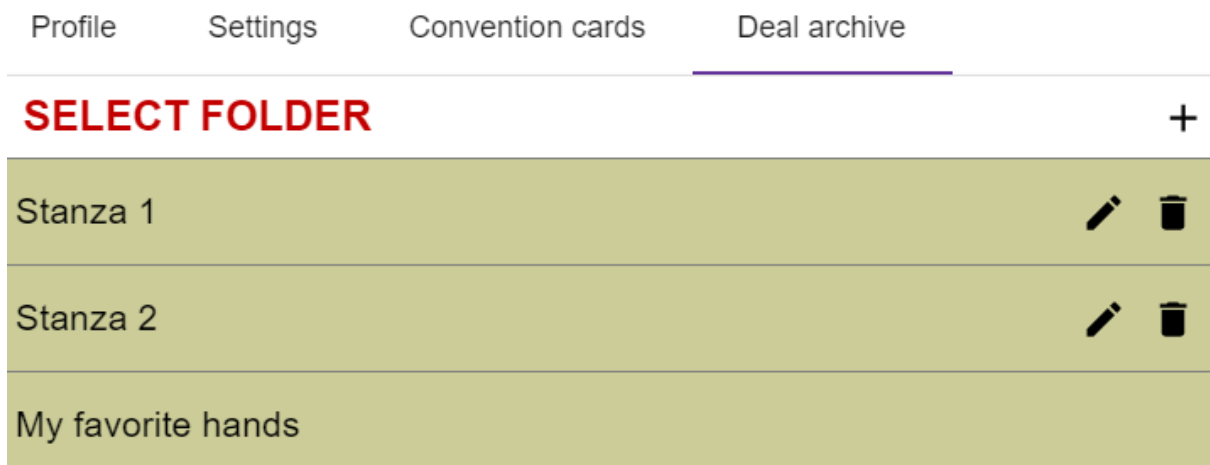 Profile Settings Convention cards Deal archive
SELECT FOLDER +
Stanza 1
Stanza 2
My favorite hands